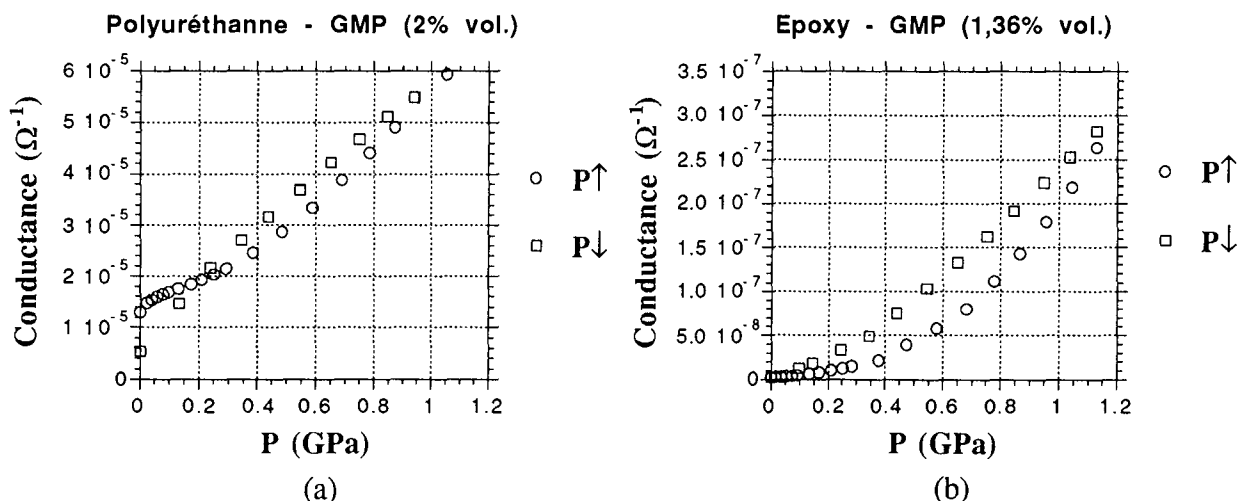 Polyuréthanne - GMP (2% vol.)
6 10⁻⁵
5 10⁻⁵
4 10⁻⁵
3 10⁻⁵
2 10⁻⁵
1 10⁻⁵
0
Conductance (Ω⁻¹)
0 0.2 0.4 0.6 0.8 1 1.2
P (GPa)
P↑
P↓
(a)
Epoxy - GMP (1,36% vol.)
3.5 10⁻⁷
3.0 10⁻⁷
2.5 10⁻⁷
2.0 10⁻⁷
1.5 10⁻⁷
1.0 10⁻⁷
5.0 10⁻⁸
0
Conductance (Ω⁻¹)
0 0.2 0.4 0.6 0.8 1 1.2
P (GPa)
P↑
P↓
(b)